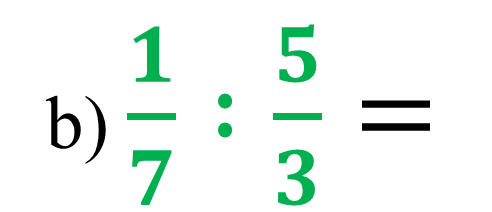 b) 1/7 : 5/3 =